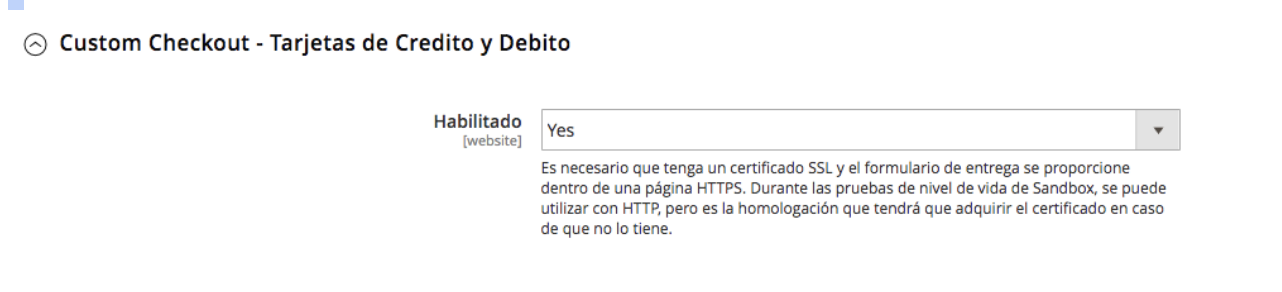 Custom Checkout - Tarjetas de Credito y Debito
Habilitado
[website]
Yes
Es necesario que tenga un certificado SSL y el formulario de entrega se proporcione
dentro de una página HTTPS. Durante las pruebas de nivel de vida de Sandbox, se puede
utilizar con HTTP, pero es la homologación que tendrá que adquirir el certificado en caso
de que no lo tiene.